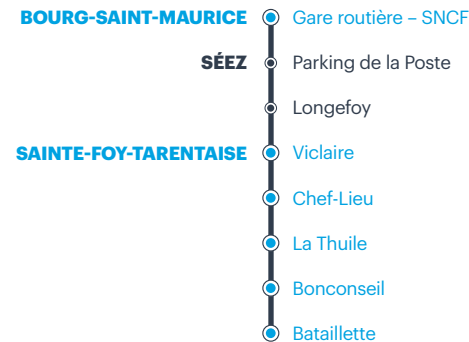 BOURG-SAINT-MAURICE Gare routière – SNCF
SÉEZ Parking de la Poste
Longefoy
SAINTE-FOY-TARENTAISE Viclaire
Chef-Lieu
La Thuile
Bonconseil
Bataillette